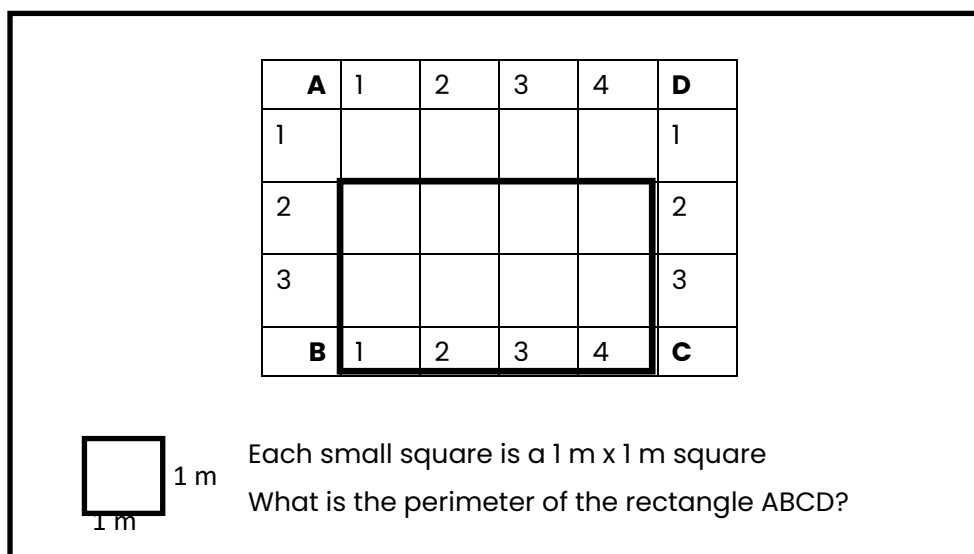 A 1 2 3 4 D
1 1
2 2
3 3
B 1 2 3 4 C
Each small square is a 1 m x 1 m square
1 m
What is the perimeter of the rectangle ABCD?
1 m